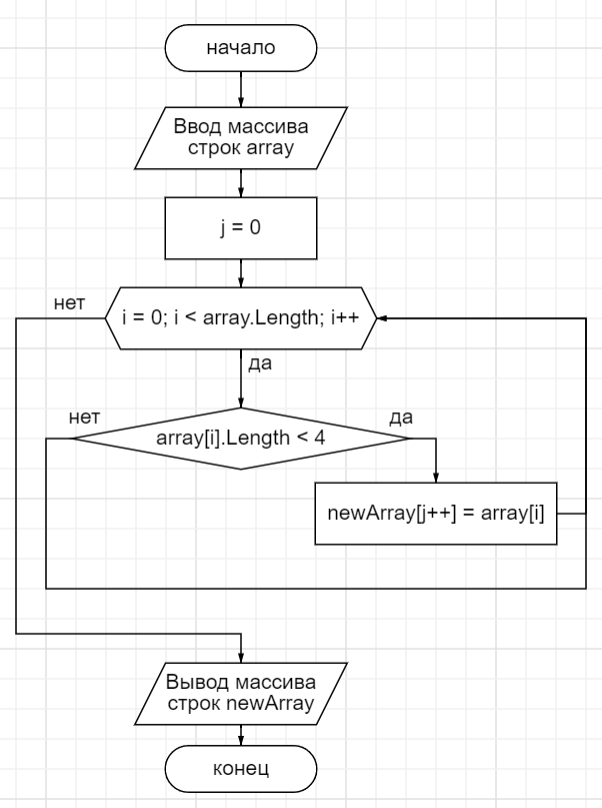 начало
Ввод массива
строк array
j = 0
нет
i = 0; i < array.Length; i++
да
нет
array[i].Length < 4
да
newArray[j++] = array[i]
Вывод массива
строк newArray
конец